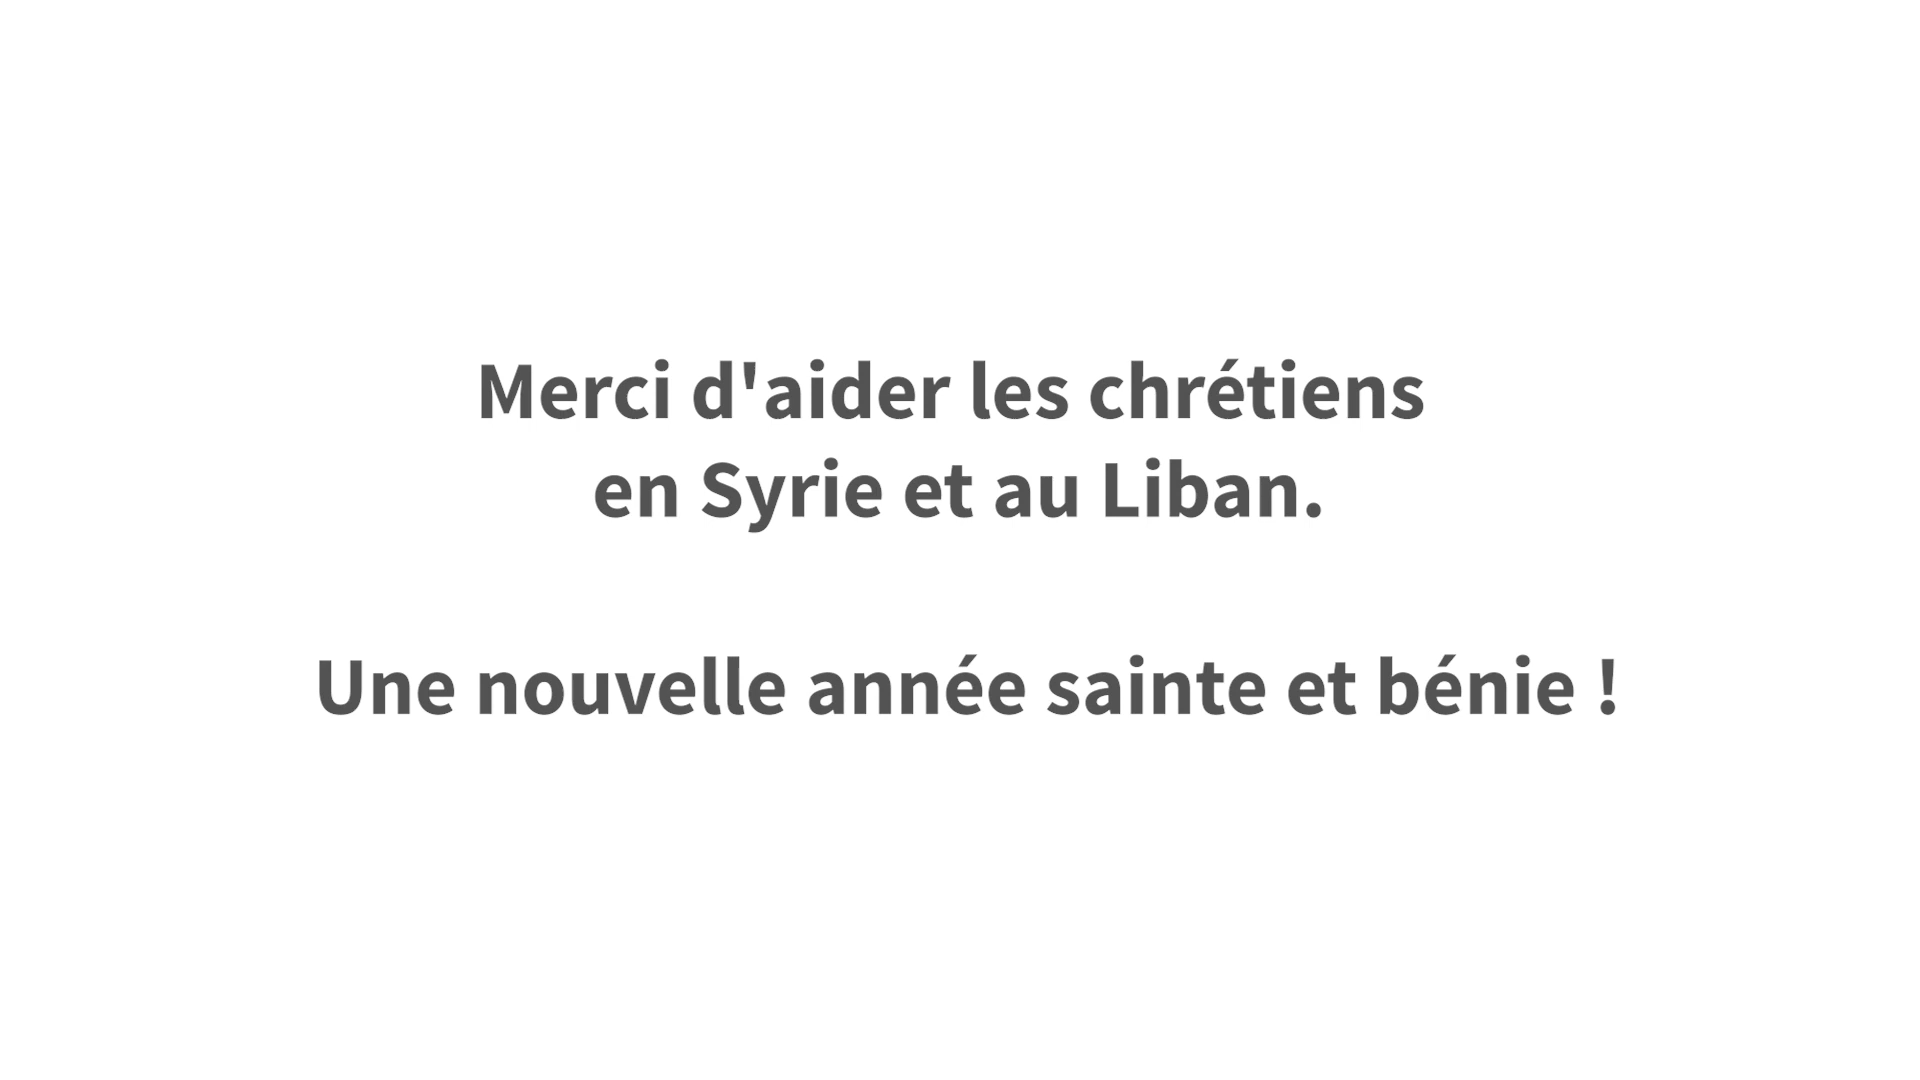 Merci d'aider les chrétiens
en Syrie et au Liban.
Une nouvelle année sainte et bénie !